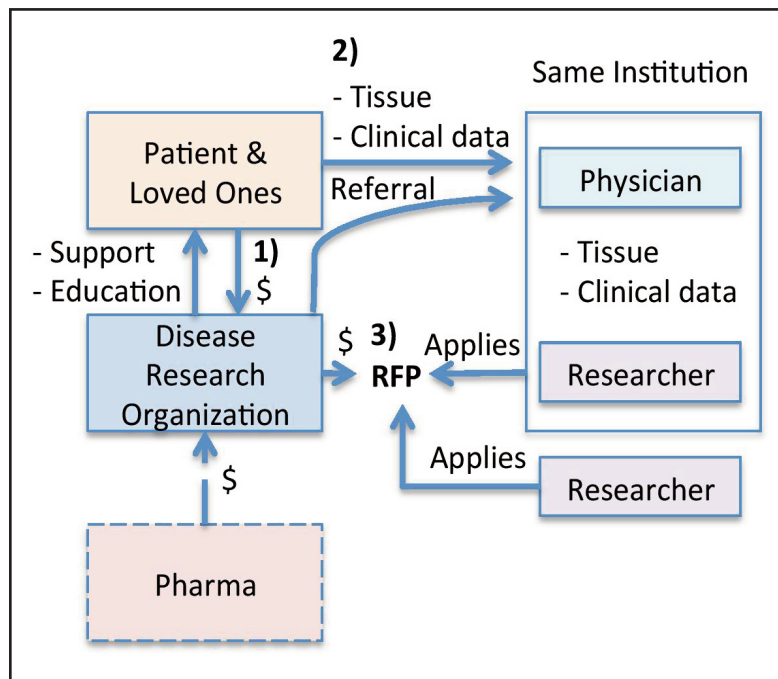 2)
- Tissue
- Clinical data
Same Institution
Patient &
Loved Ones
Physician
Referral
- Support
- Education
1)
$
- Tissue
- Clinical data
Disease
Research
Organization
$
3)
RFP
Applies
Researcher
Applies
Researcher
$
Pharma